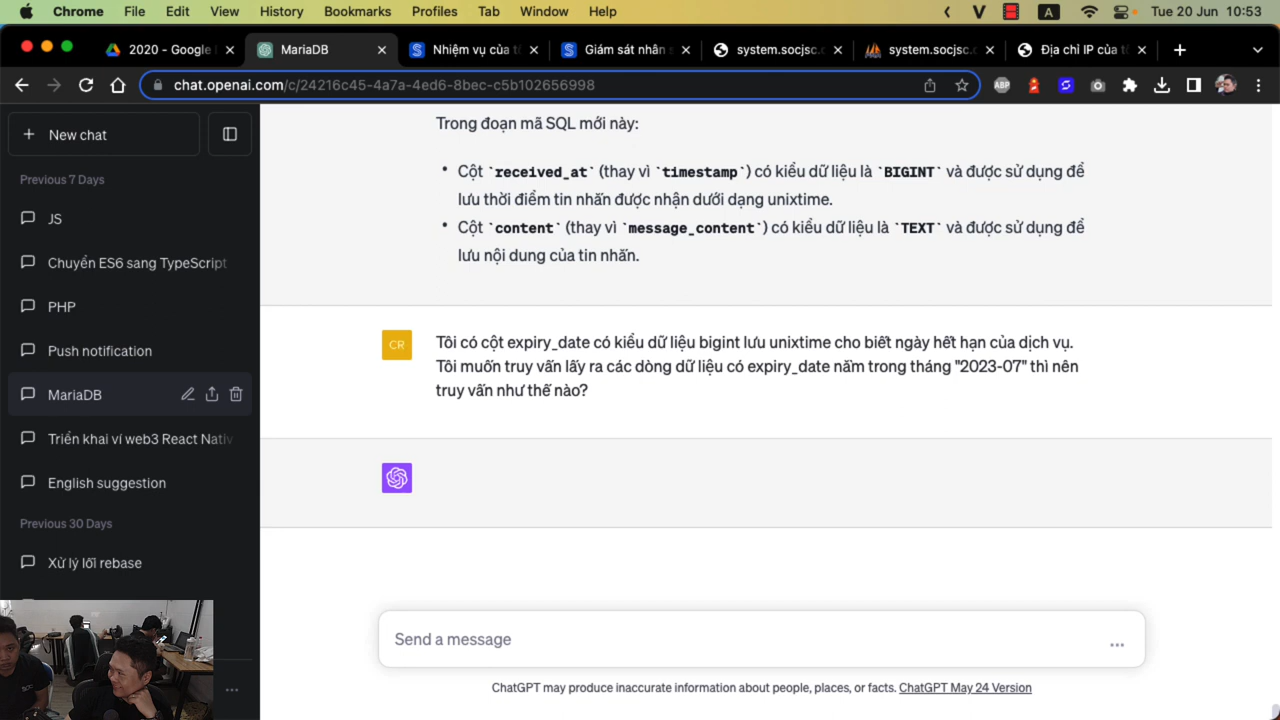 Chrome File Edit View History Bookmarks Profiles Tab Window Help Tue 20 Jun 10:53
2020 - Google MariaDB Nhiệm vụ của Giám sát nhân system.socjsc. system.socjsc. Địa chỉ IP của
chat.openai.com/c/24216c45-4a7a-4ed6-8bec-c5b102656998
ABP
New chat
Previous 7 Days
JS
Chuyển ES6 sang TypeScript
PHP
Push notification
MariaDB
Triển khai ví web3 React Nativ
English suggestion
Previous 30 Days
Xử lý lỗi rebase
Trong đoạn mã SQL mới này:
• Cột `received_at` (thay vì `timestamp`) có kiểu dữ liệu là `BIGINT` và được sử dụng để
lưu thời điểm tin nhắn được nhận dưới dạng unixtime.
• Cột `content` (thay vì `message_content`) có kiểu dữ liệu là `TEXT` và được sử dụng để
lưu nội dung của tin nhắn.
CR
Tôi có cột expiry_date có kiểu dữ liệu bigint lưu unixtime cho biết ngày hết hạn của dịch vụ.
Tôi muốn truy vấn lấy ra các dòng dữ liệu có expiry_date năm trong tháng "2023-07" thì nên
truy vấn như thế nào?
Send a message
ChatGPT may produce inaccurate information about people, places, or facts. ChatGPT May 24 Version